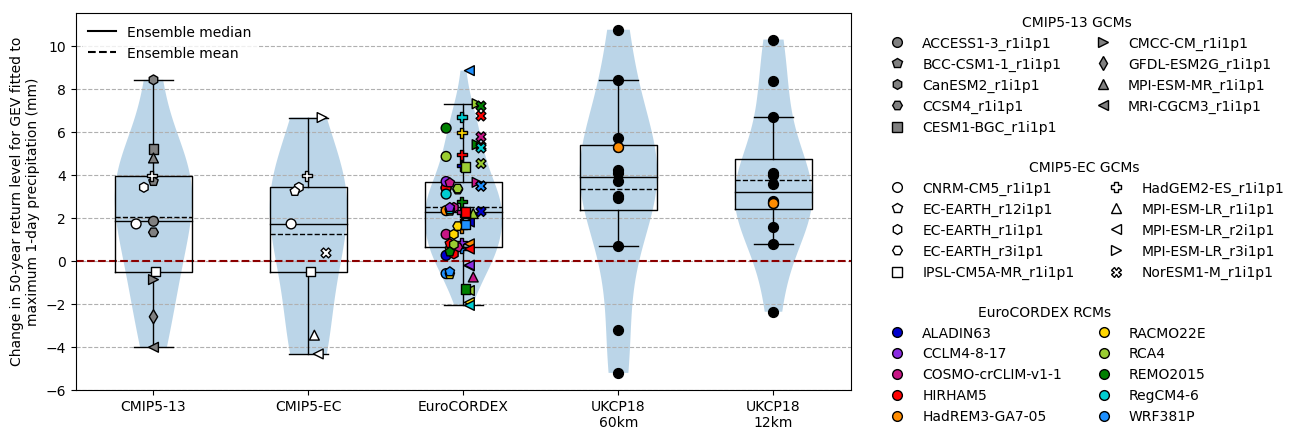 Change in 50-year return level for GEV fitted to
maximum 1-day precipitation (mm)
10
8
6
4
2
0
−2
−4
−6
Ensemble median
Ensemble mean
CMIP5-13
CMIP5-EC
EuroCORDEX
UKCP18
60km
UKCP18
12km
CMIP5-13 GCMs
ACCESS1-3_r1i1p1
BCC-CSM1-1_r1i1p1
CanESM2_r1i1p1
CCSM4_r1i1p1
CESM1-BGC_r1i1p1
CMCC-CM_r1i1p1
GFDL-ESM2G_r1i1p1
MPI-ESM-MR_r1i1p1
MRI-CGCM3_r1i1p1
CMIP5-EC GCMs
CNRM-CM5_r1i1p1
EC-EARTH_r12i1p1
EC-EARTH_r1i1p1
EC-EARTH_r3i1p1
IPSL-CM5A-MR_r1i1p1
HadGEM2-ES_r1i1p1
MPI-ESM-LR_r1i1p1
MPI-ESM-LR_r2i1p1
MPI-ESM-LR_r3i1p1
NorESM1-M_r1i1p1
EuroCORDEX RCMs
ALADIN63
CCLM4-8-17
COSMO-crCLIM-v1-1
HIRHAM5
HadREM3-GA7-05
RACMO22E
RCA4
REMO2015
RegCM4-6
WRF381P